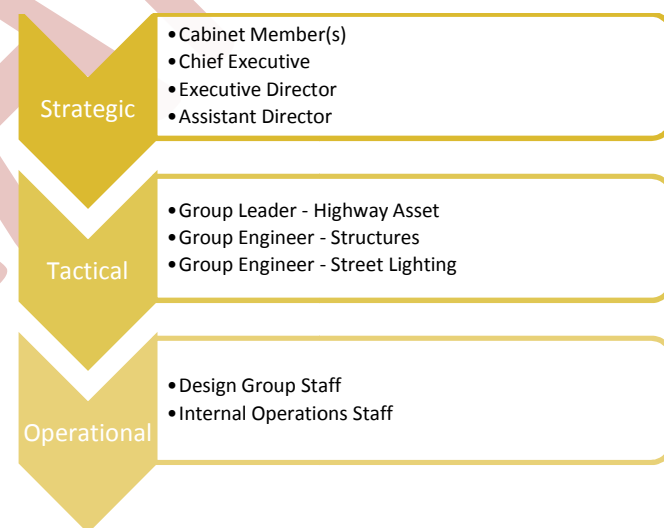 Strategic
•Cabinet Member(s)
•Chief Executive
•Executive Director
•Assistant Director
Tactical
•Group Leader - Highway Asset
•Group Engineer - Structures
•Group Engineer - Street Lighting
Operational
•Design Group Staff
•Internal Operations Staff